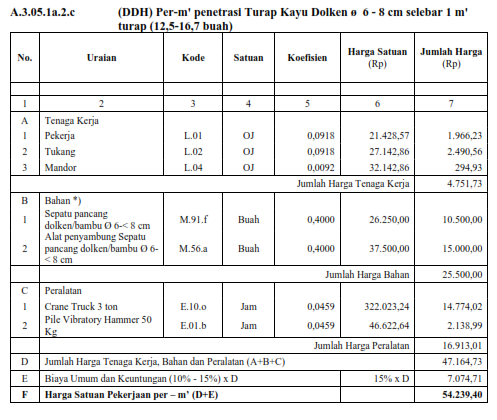 A.3.05.1a.2.c (DDH) Per-m' penetrasi Turap Kayu Dolken ø 6 - 8 cm selebar 1 m'
turap (12,5-16,7 buah)
No. Uraian Kode Satuan Koefisien Harga Satuan (Rp) Jumlah Harga (Rp)
1 2 3 4 5 6 7
A Tenaga Kerja
1 Pekerja L.01 OJ 0,0918 21.428,57 1.966,23
2 Tukang L.02 OJ 0,0918 27.142,86 2.490,56
3 Mandor L.04 OJ 0,0092 32.142,86 294,93
Jumlah Harga Tenaga Kerja 4.751,73
B Bahan *)
1 Sepatu pancang dolken/bambu Ø 6-< 8 cm M.91.f Buah 0,4000 26.250,00 10.500,00
2 Alat penyambung Sepatu pancang dolken/bambu Ø 6-< 8 cm M.56.a Buah 0,4000 37.500,00 15.000,00
Jumlah Harga Bahan 25.500,00
C Peralatan
1 Crane Truck 3 ton E.10.o Jam 0,0459 322.023,24 14.774,02
2 Pile Vibratory Hammer 50 Kg E.01.b Jam 0,0459 46.622,64 2.138,99
Jumlah Harga Peralatan 16.913,01
D Jumlah Harga Tenaga Kerja, Bahan dan Peralatan (A+B+C) 47.164,73
E Biaya Umum dan Keuntungan (10% - 15%) x D 15% x D 7.074,71
F Harga Satuan Pekerjaan per – m' (D+E) 54.239,40